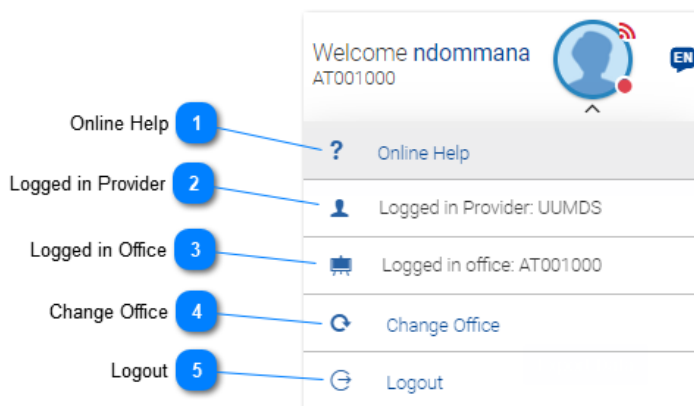 Welcome ndommana
AT001000
EN
Online Help 1
? Online Help
Logged in Provider 2
Logged in Provider: UUMDS
Logged in Office 3
Logged in office: AT001000
Change Office 4
Change Office
Logout 5
Logout